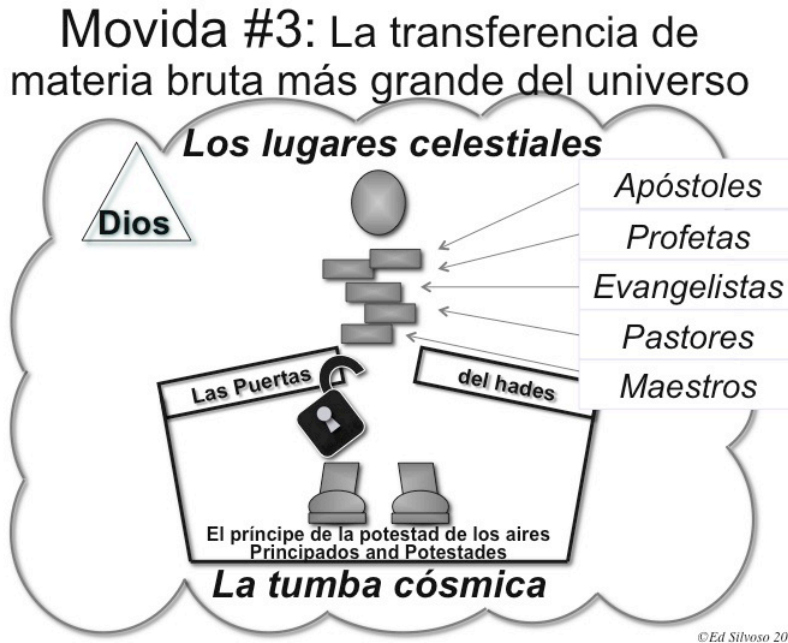 Movida #3: La transferencia de
materia bruta más grande del universo
Los lugares celestiales
Dios
Apóstoles
Profetas
Evangelistas
Pastores
Maestros
Las Puertas
del hades
El príncipe de la potestad de los aires
Principados and Potestades
La tumba cósmica
©Ed Silvoso 20